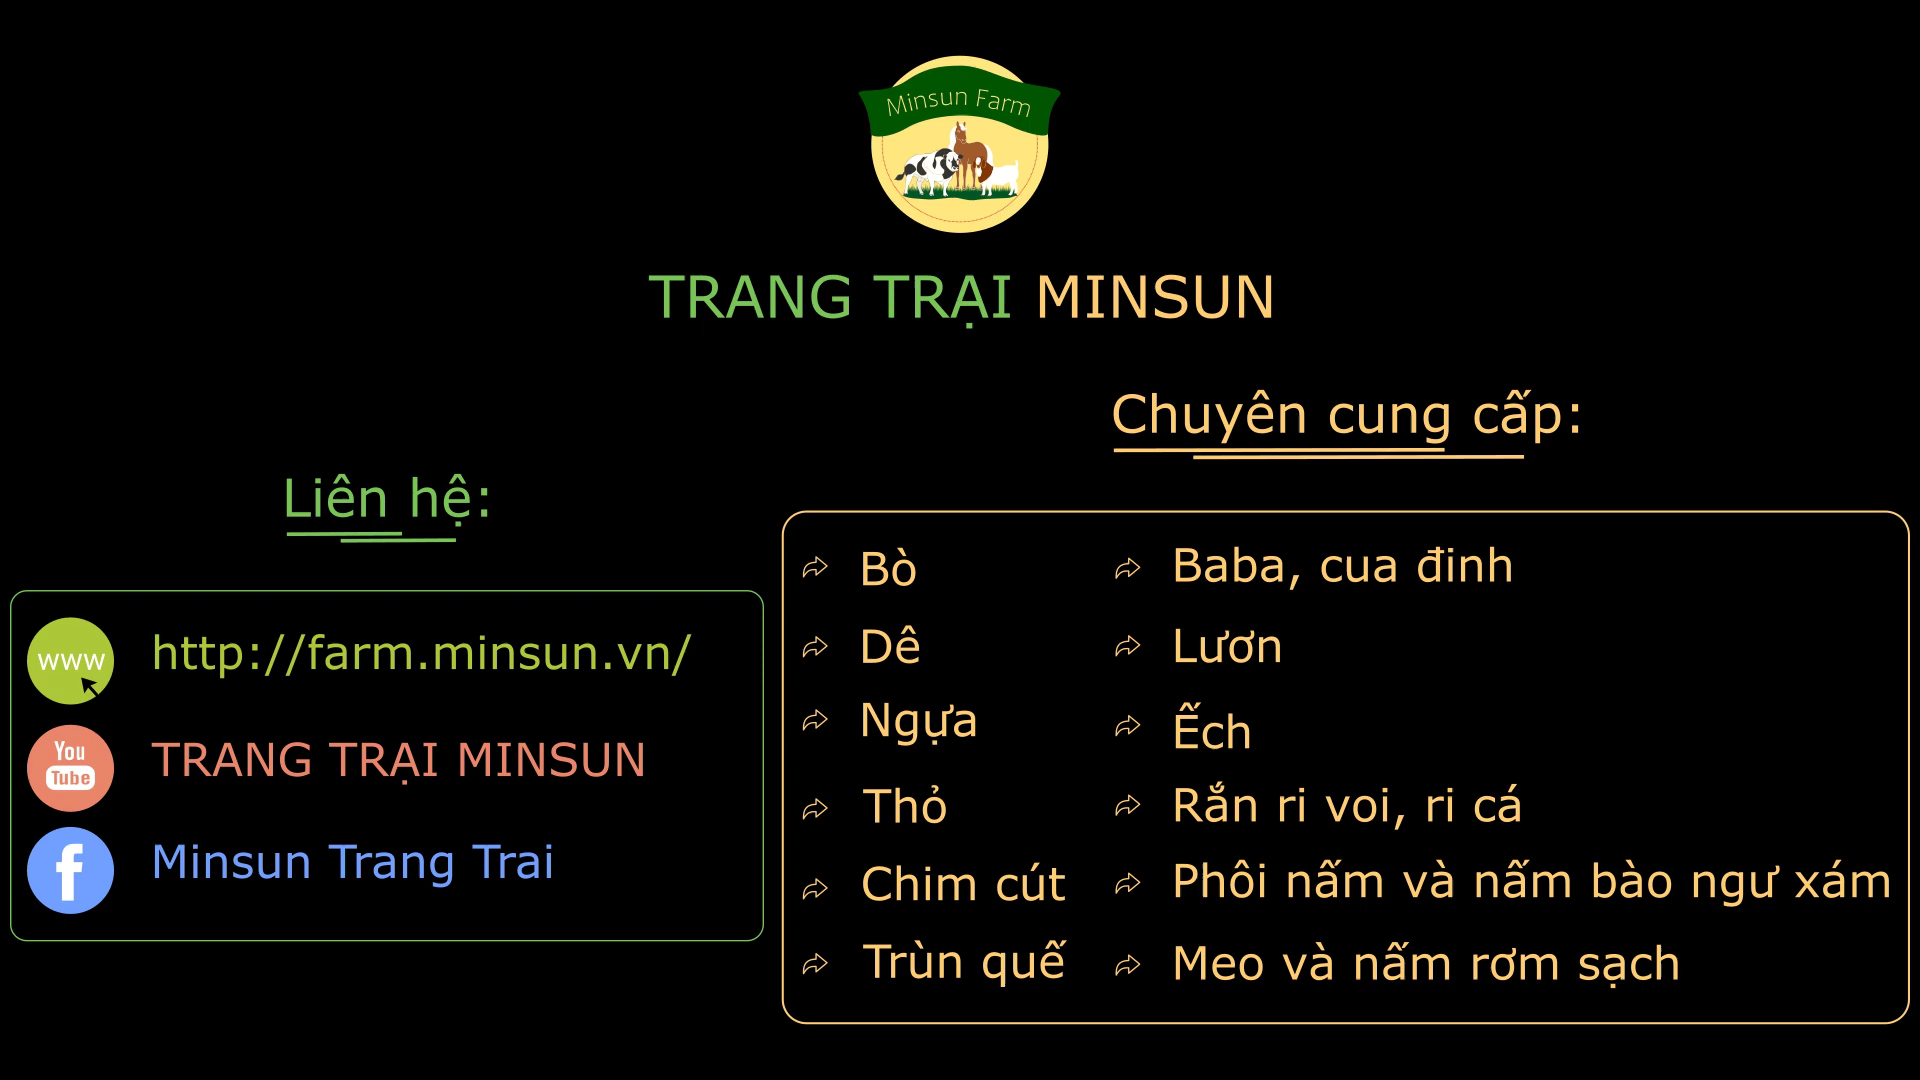 Minsun Farm
TRANG TRẠI MINSUN
Liên hệ:
www
http://farm.minsun.vn/
You
Tube
TRANG TRẠI MINSUN
f
Minsun Trang Trai
Chuyên cung cấp:
Bò
Dê
Ngựa
Thỏ
Chim cút
Trùn quế
Baba, cua đinh
Lươn
Ếch
Rắn ri voi, ri cá
Phôi nấm và nấm bào ngư xám
Meo và nấm rơm sạch